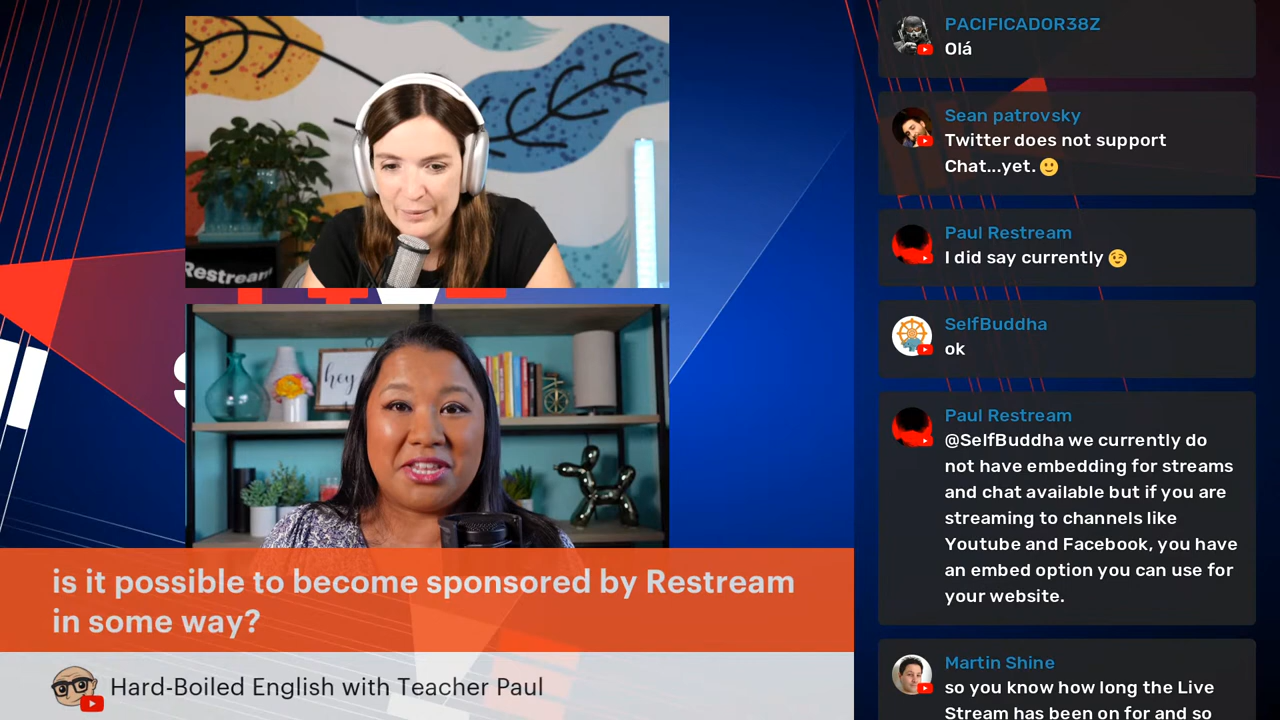 Restream
hey
is it possible to become sponsored by Restream
in some way?
Hard-Boiled English with Teacher Paul
PACIFICADOR38Z
Olá
Sean patrovsky
Twitter does not support
Chat...yet. 🙂
Paul Restream
I did say currently 😉
SelfBuddha
ok
Paul Restream
@SelfBuddha we currently do
not have embedding for streams
and chat available but if you are
streaming to channels like
Youtube and Facebook, you have
an embed option you can use for
your website.
Martin Shine
so you know how long the Live
Stream has been on for and so